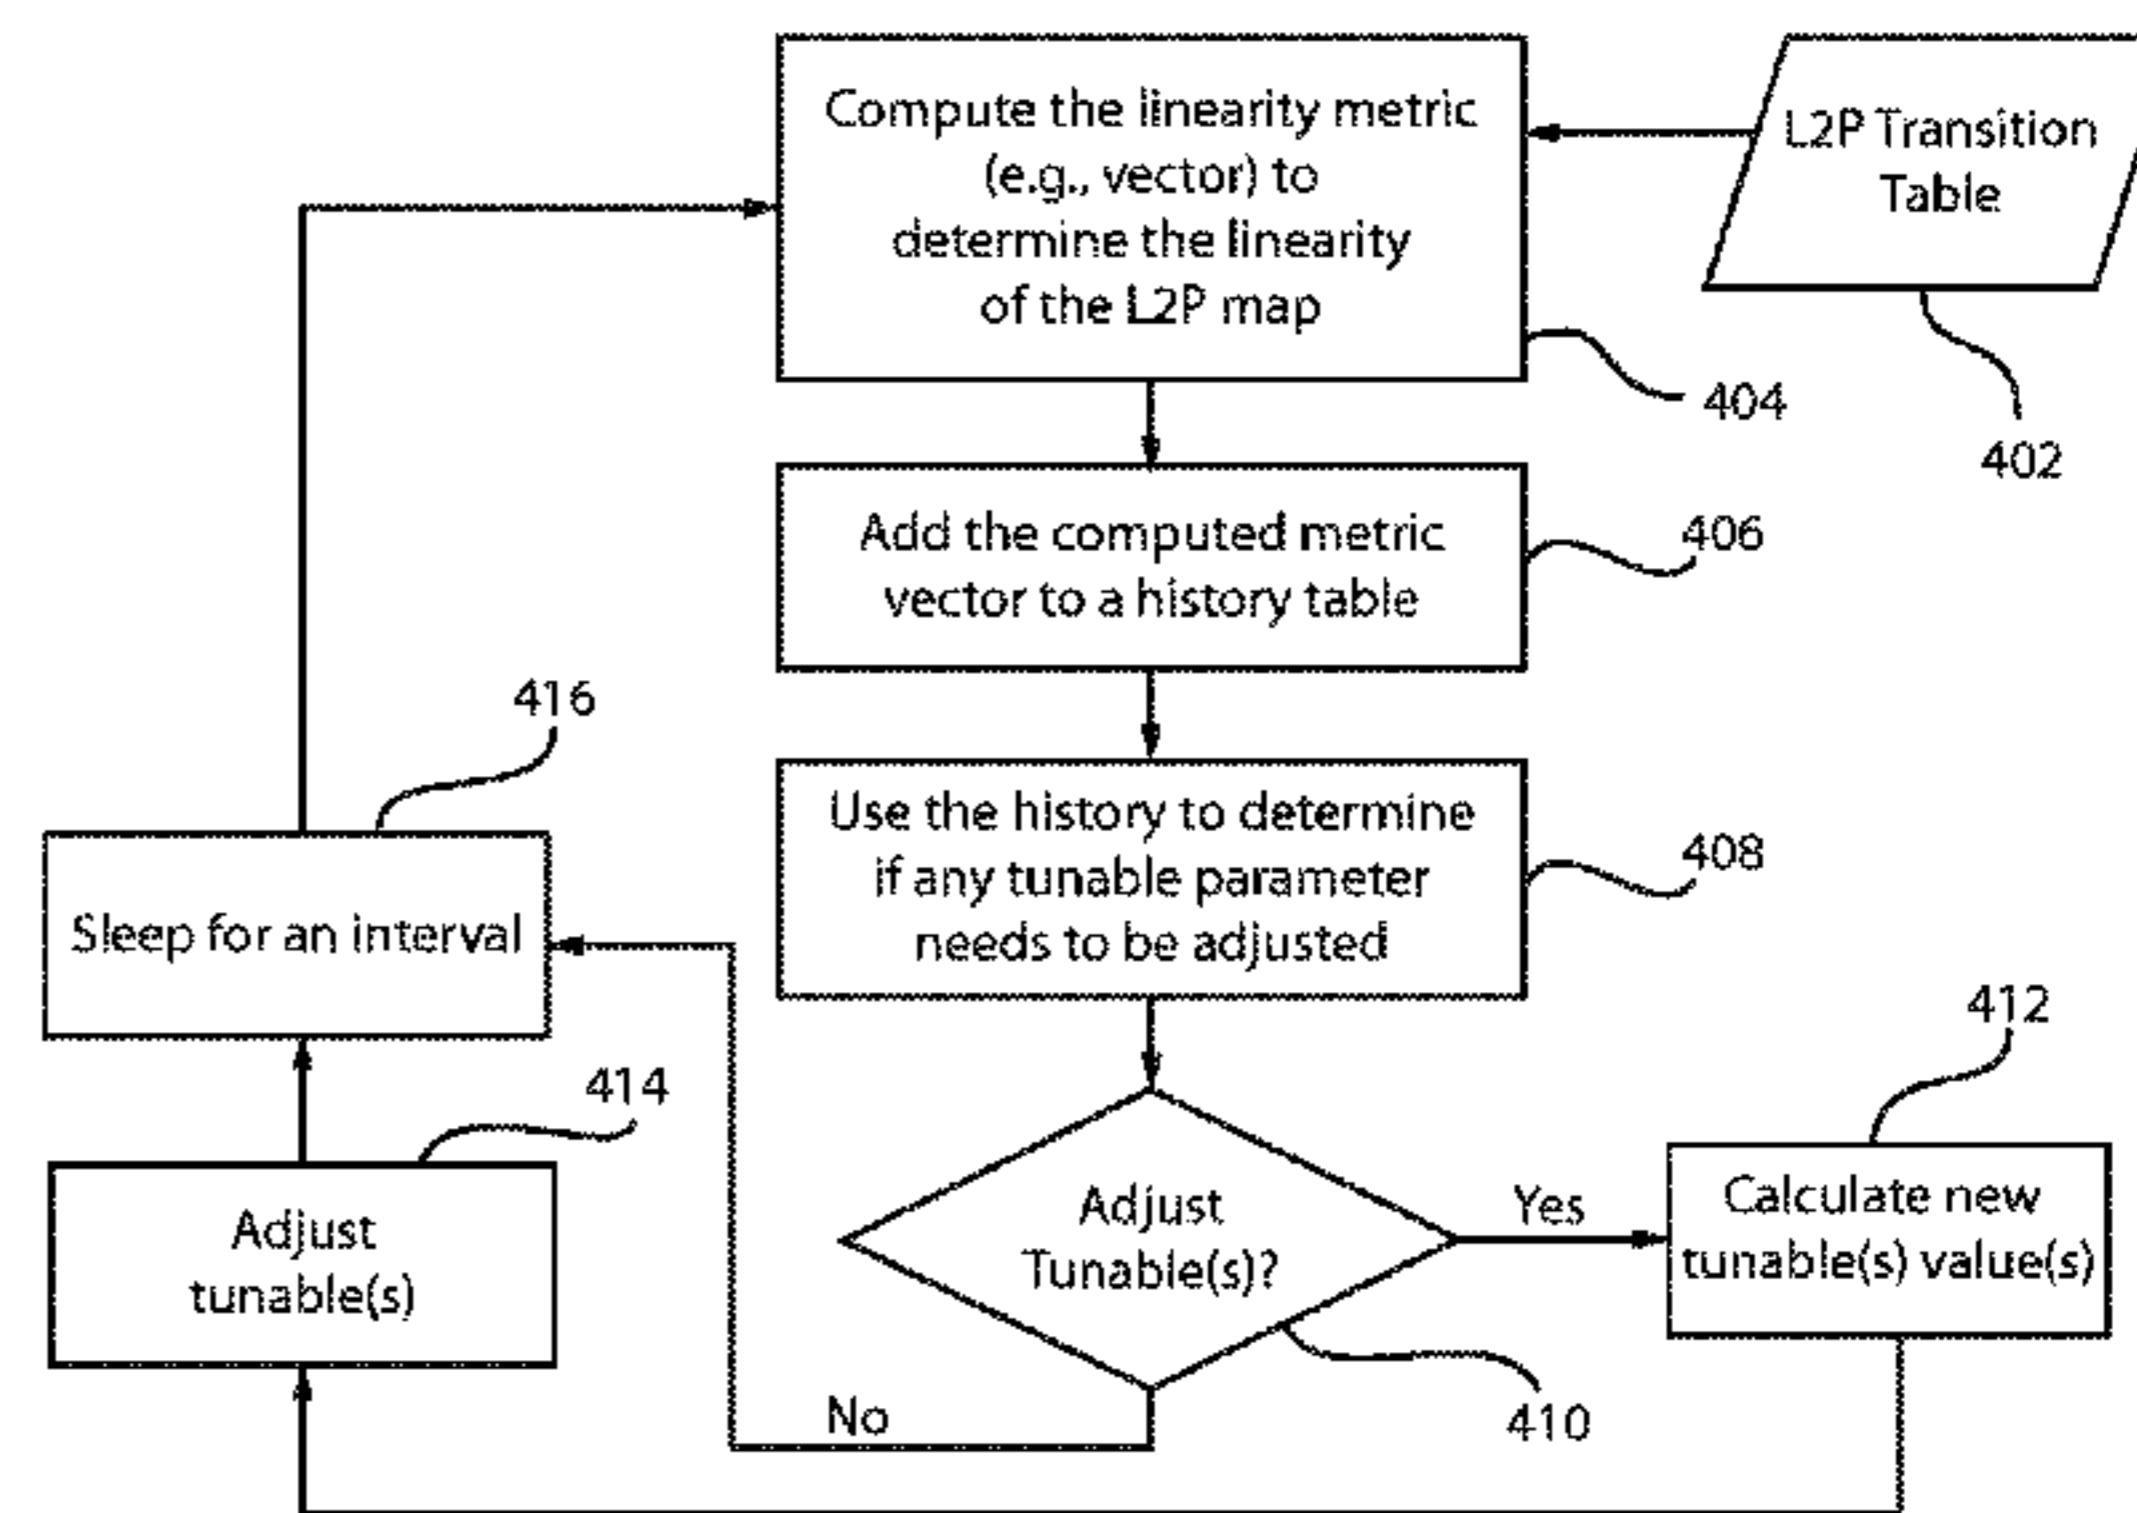 Compute the linearity metric
(e.g., vector) to
determine the linearity
of the L2P map
L2P Transition
Table
404
402
Add the computed metric
vector to a history table
406
416
Use the history to determine
if any tunable parameter
needs to be adjusted
408
Sleep for an interval
412
414
Adjust
tunable(s)
Adjust
Tunable(s)?
Yes
Calculate new
tunable(s) value(s)
No
410